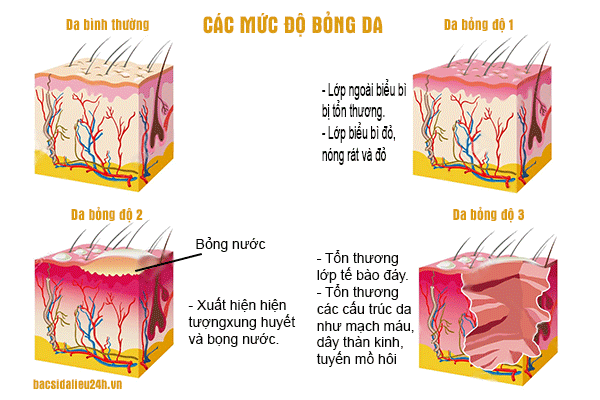 CÁC MỨC ĐỘ BỎNG DA
Da bình thường
Da bỏng độ 1
- Lớp ngoài biểu bì
bị tổn thương.
- Lớp biểu bì đỏ,
nóng rát và đỏ
Da bỏng độ 2
Bỏng nước
- Xuất hiện hiện
tượngxung huyết
và bọng nước.
Da bỏng độ 3
- Tổn thương
lớp tế bào đáy.
- Tổn thương
các cấu trúc da
như mạch máu,
dây thàn kinh,
tuyến mồ hôi
bacsidalieu24h.vn